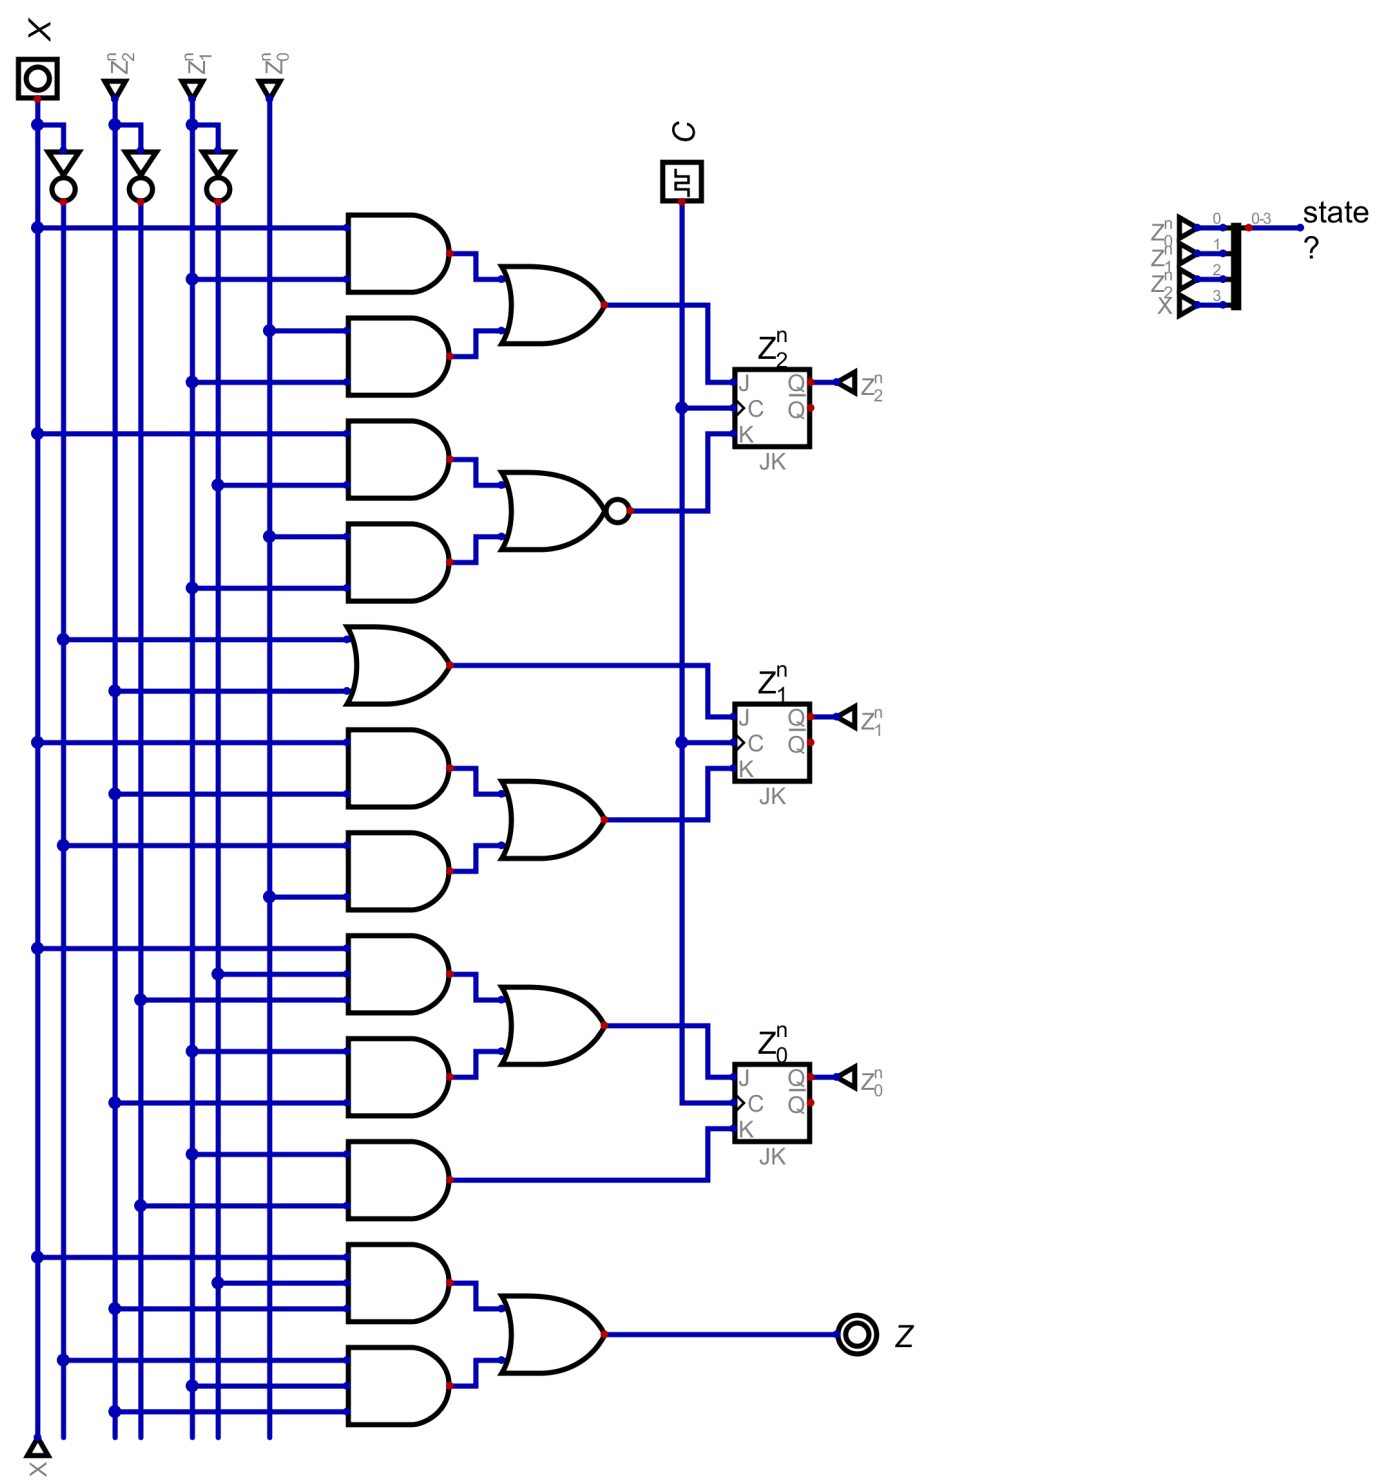 X
Z₂ⁿ
Z₁ⁿ
Z₀ⁿ
C
Z₀ⁿ 0 0-3 state
Z₁ⁿ 1 ?
Z₂ⁿ 2
X 3
Z₂ⁿ
J Q Z₂ⁿ
C Q̅
K
JK
Z₁ⁿ
J Q Z₁ⁿ
C Q̅
K
JK
Z₀ⁿ
J Q Z₀ⁿ
C Q̅
K
JK
Z
X